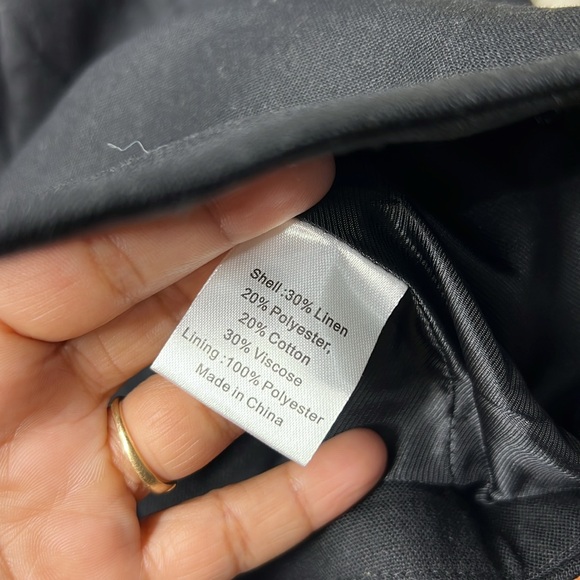 Shell :30% Linen
20% Polyester,
20% Cotton
30% Viscose
Lining :100% Polyester
Made in China